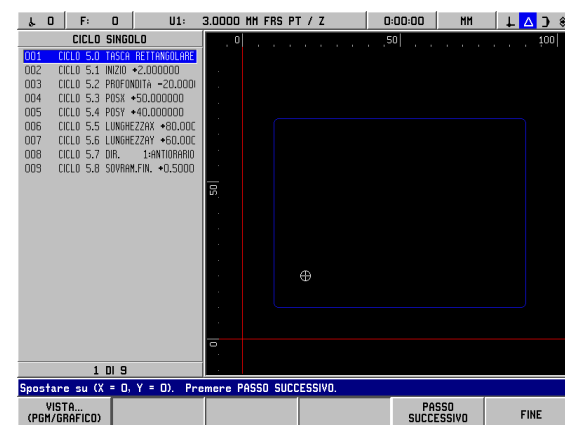 0 F: 0 U1: 3.0000 MM FRS PT / Z 0:00:00 MM
CICLO SINGOLO
001 CICLO 5.0 TASCA RETTANGOLARE
002 CICLO 5.1 INIZIO +2.000000
003 CICLO 5.2 PROFONDITÀ -20.000
004 CICLO 5.3 POSX +50.000000
005 CICLO 5.4 POSY +40.000000
006 CICLO 5.5 LUNGHEZZAX +80.00
007 CICLO 5.6 LUNGHEZZAY +60.00
008 CICLO 5.7 DIR. 1:ANTIORARIO
009 CICLO 5.8 SOVRAM.FIN. +0.5000
1 DI 9
0 50 100
50
0
Spostare su (X = 0, Y = 0). Premere PASSO SUCCESSIVO.
VISTA...
(PGM/GRAFICO)
PASSO
SUCCESSIVO
FINE